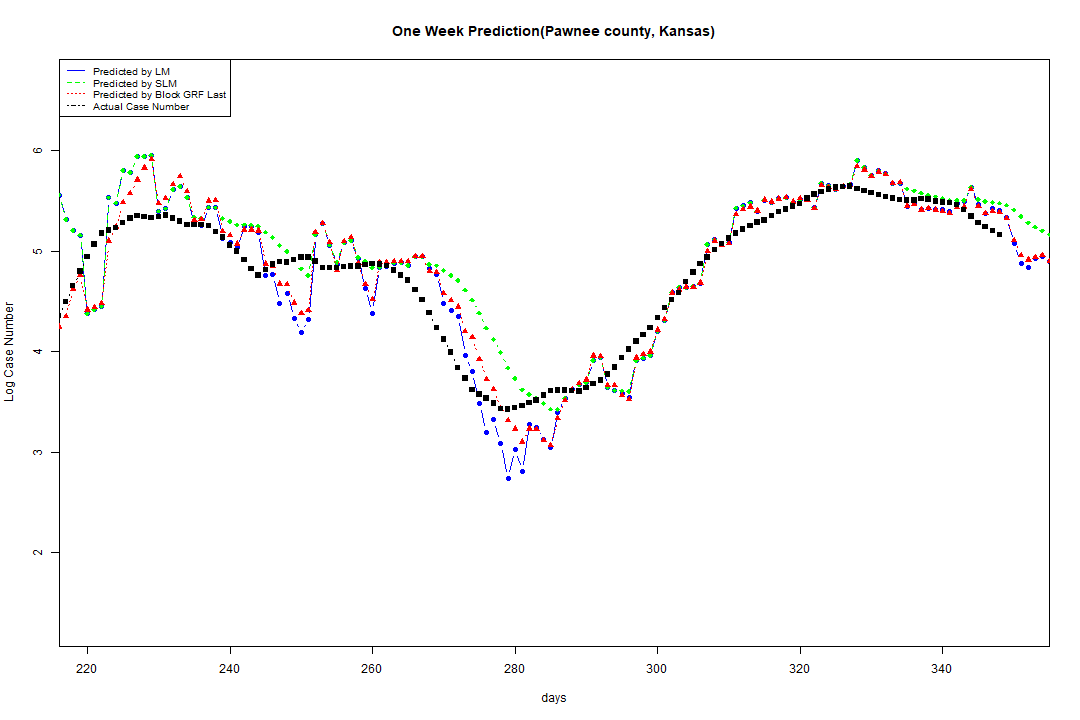 One Week Prediction(Pawnee county, Kansas)
Predicted by LM
Predicted by SLM
Predicted by Block GRF Last
Actual Case Number
6
5
4
3
2
Log Case Number
220 240 260 280 300 320 340
days